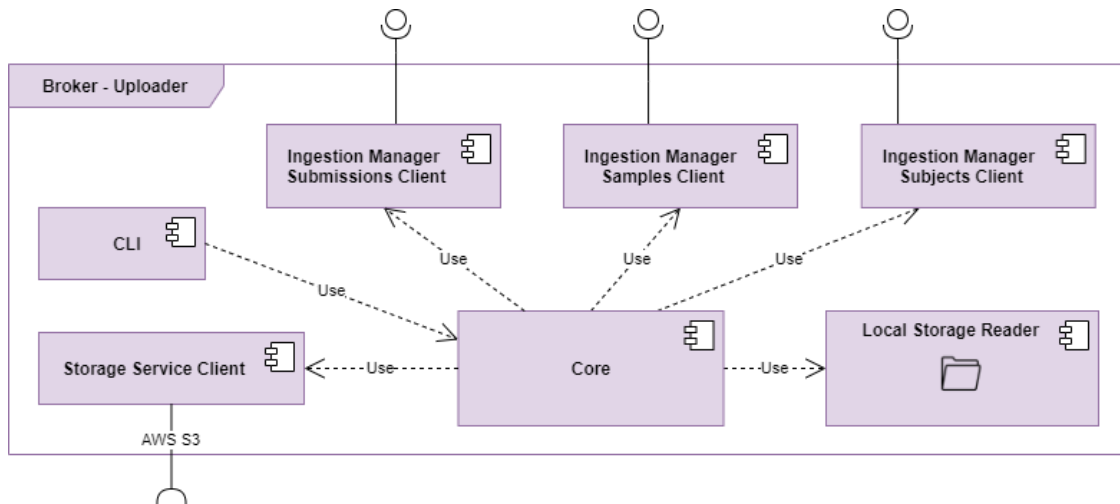 Broker - Uploader
Ingestion Manager
Submissions Client
Ingestion Manager
Samples Client
Ingestion Manager
Subjects Client
CLI
Use
Use
Use
Use
Storage Service Client
Use
Core
Use
Local Storage Reader
AWS S3